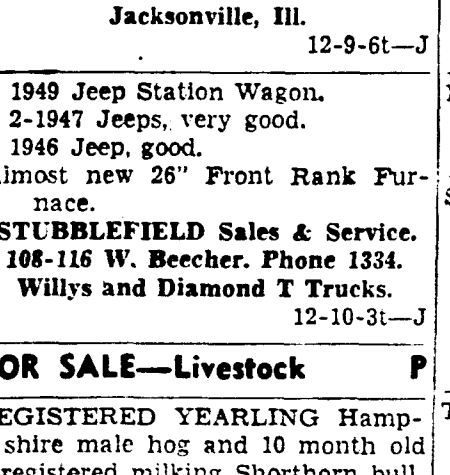 Jacksonville, Ill.
12-9-6t—J
1949 Jeep Station Wagon.
2-1947 Jeeps, very good.
1946 Jeep, good.
lmost new 26" Front Rank Fur-
nace.
STUBBLEFIELD Sales & Service.
108-116 W. Beecher. Phone 1334.
Willys and Diamond T Trucks.
12-10-3t—J
OR SALE—Livestock P
EGISTERED YEARLING Hamp-
shire male hog and 10 month old
registered milking Shorthorn bull